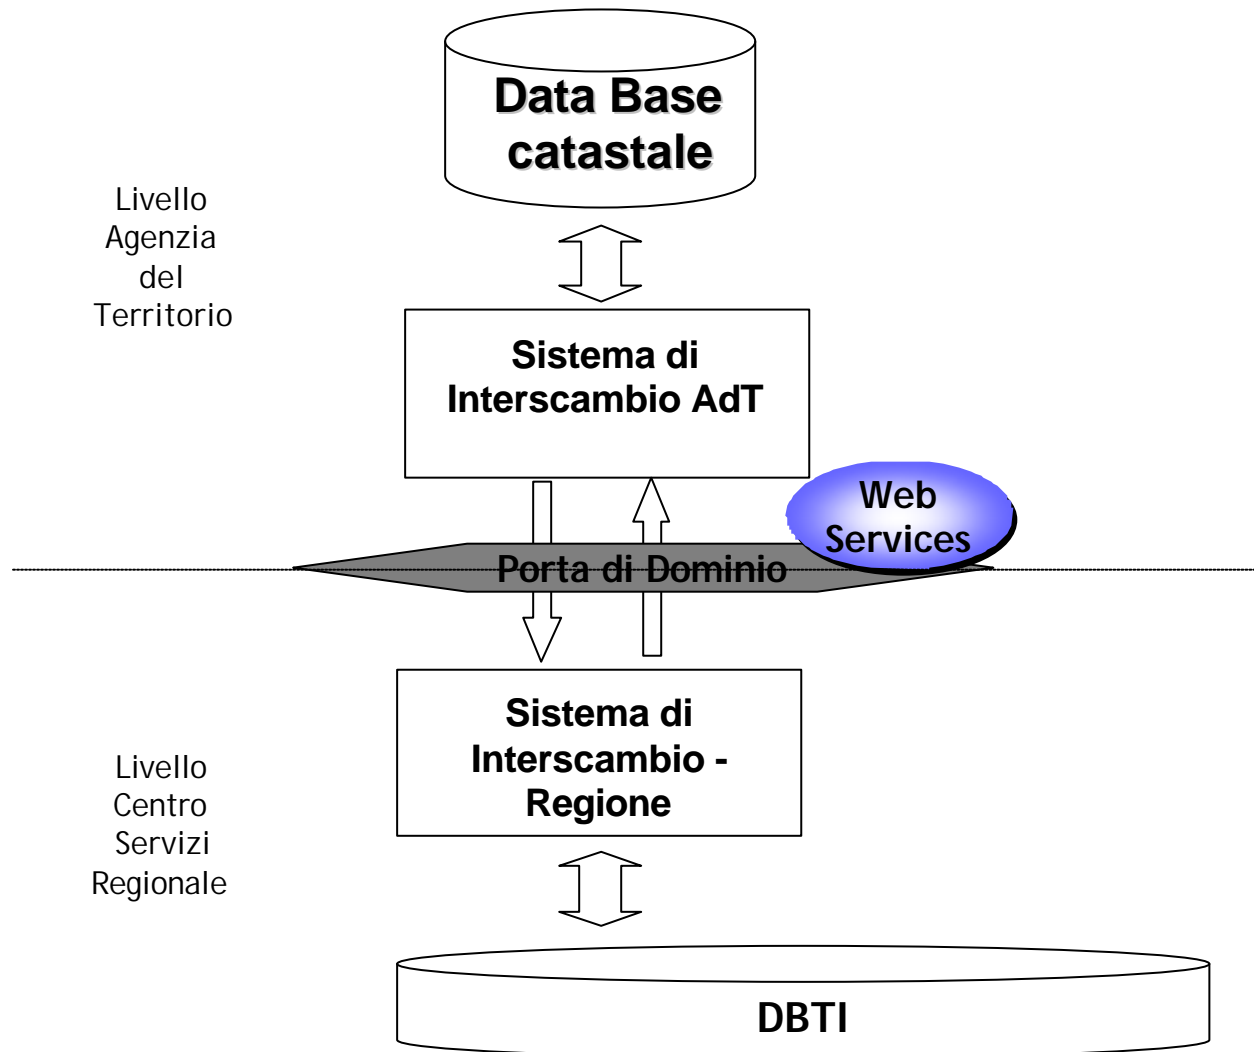 Data Base
catastale
Livello
Agenzia
del
Territorio
Sistema di
Interscambio AdT
Web
Services
Porta di Dominio
Sistema di
Interscambio -
Regione
Livello
Centro
Servizi
Regionale
DBTI